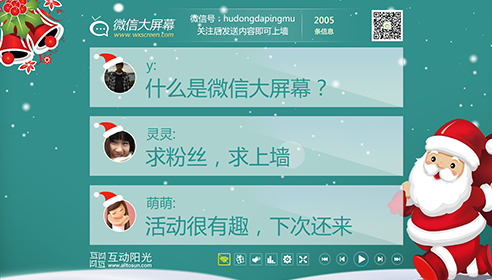 微信大屏幕
www.wxscreen.com
微信号：hudongdapingmu
关注后发送内容即可上墙
2005
条信息
y:
什么是微信大屏幕？
灵灵:
求粉丝，求上墙
萌萌:
活动很有趣，下次还来
互动阳光
www.alltosun.com